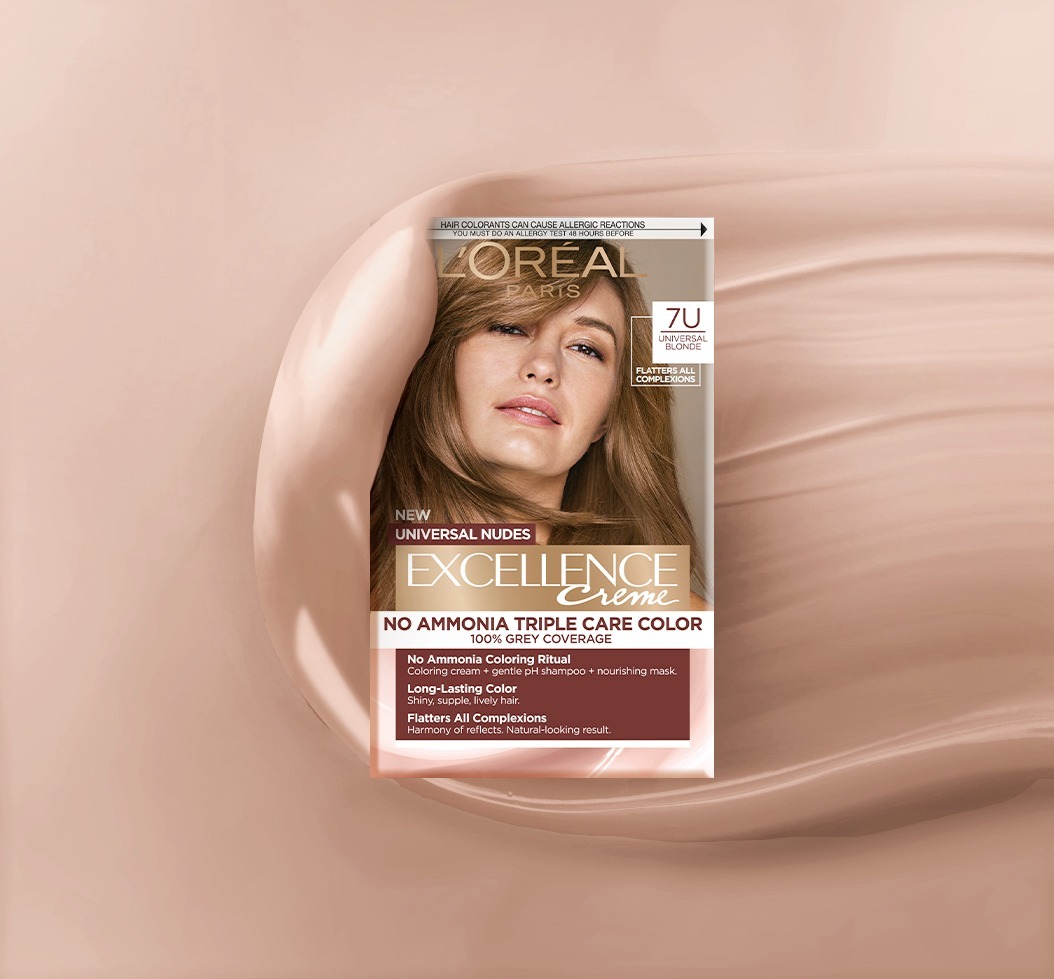 HAIR COLORANTS CAN CAUSE ALLERGIC REACTIONS
YOU MUST DO AN ALLERGY TEST 48 HOURS BEFORE
L'ORÉAL
PARIS
7U
UNIVERSAL
BLONDE
FLATTERS ALL
COMPLEXIONS
NEW
UNIVERSAL NUDES
EXCELLENCE
Creme
NO AMMONIA TRIPLE CARE COLOR
100% GREY COVERAGE
No Ammonia Coloring Ritual
Coloring cream + gentle pH shampoo + nourishing mask.
Long-Lasting Color
Shiny, supple, lively hair.
Flatters All Complexions
Harmony of reflects. Natural-looking result.